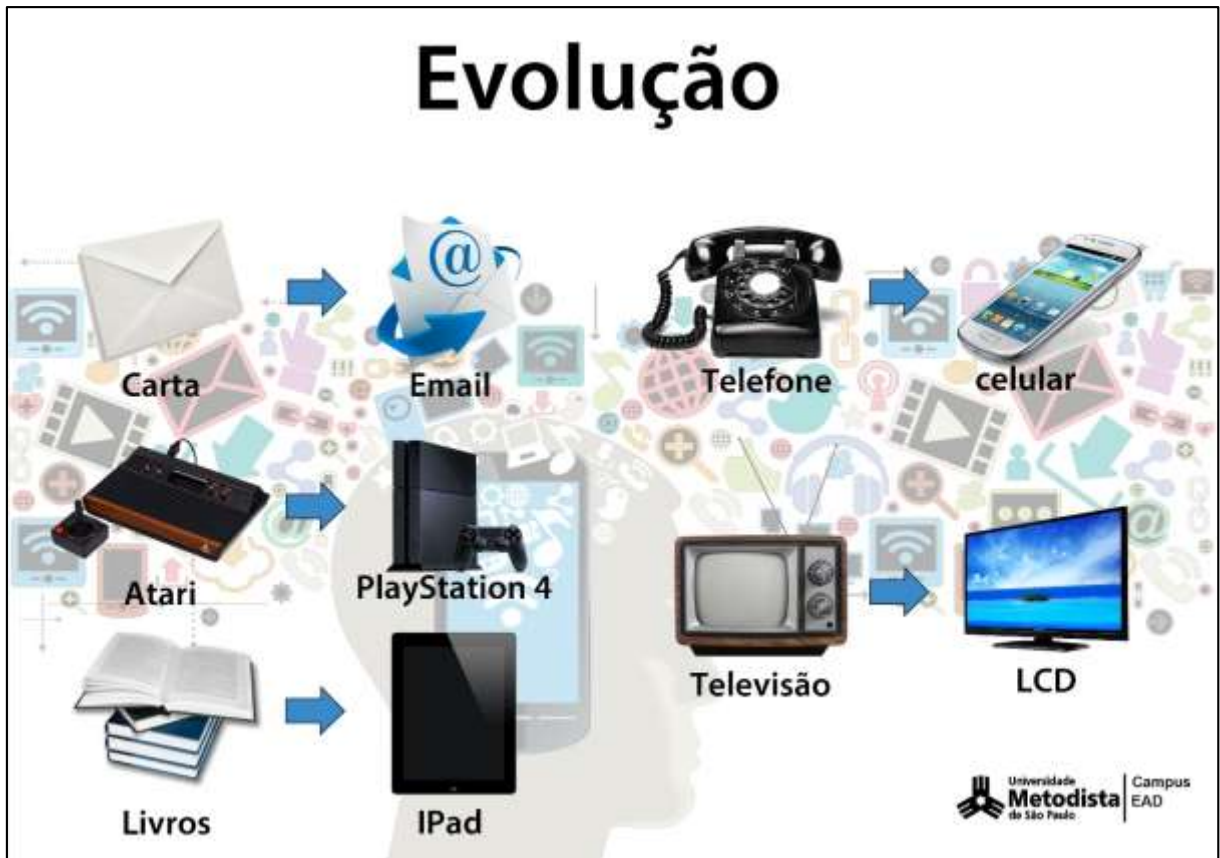 Evolução
Carta
Email
Telefone
celular
Atari
PlayStation 4
Televisão
LCD
Livros
IPad
Universidade
Metodista
de São Paulo
Campus
EAD